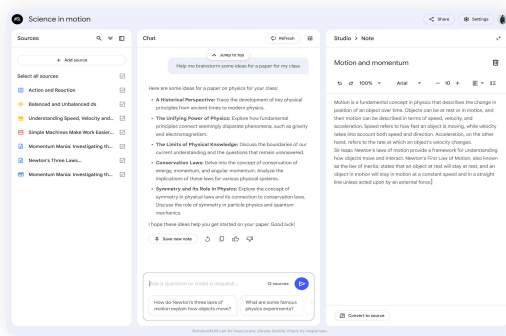 Science in motion
Share
Settings
Sources
+ Add source
Select all sources
Action and Reaction
Balanced and Unbalanced ds
Understanding Speed, Velocity and...
Simple Machines Make Work Easier...
Momentum Mania: Investigating th...
Newton's Three Laws...
Momentum Mania: Investigating th...
Chat
Refresh
Jump to top
Help me brainstorm some ideas for a paper for my class
Here are some ideas for a paper on physics for your class:
• A Historical Perspective: Trace the development of key physical
principles from ancient times to modern physics.
• The Unifying Power of Physics: Explore how fundamental
principles connect seemingly disparate phenomena, such as gravity
and electromagnetism.
• The Limits of Physical Knowledge: Discuss the boundaries of our
current understanding and the questions that remain unanswered.
• Conservation Laws: Delve into the concept of conservation of
energy, momentum, and angular momentum. Analyze the
implications of these laws for various physical systems.
• Symmetry and Its Role in Physics: Explore the concept of
symmetry in physical laws and its connection to conservation laws.
Discuss the role of symmetry in particle physics and quantum
mechanics.
I hope these ideas help you get started on your paper. Good luck!
Save new note
Ask a question or make a request...
12 sources
How do Newton's three laws of
motion explain how objects move?
What are some famous
physics experiments?
Studio > Note
Motion and momentum
100%
Arial
− 10 +
Motion is a fundamental concept in physics that describes the change in
position of an object over time. Objects can be at rest or in motion, and
their motion can be described in terms of speed, velocity, and
acceleration. Speed refers to how fast an object is moving, while velocity
takes into account both speed and direction. Acceleration, on the other
hand, refers to the rate at which an object's velocity changes.
Sir Isaac Newton's laws of motion provide a framework for understanding
how objects move and interact. Newton's First Law of Motion, also known
as the law of inertia, states that an object at rest will stay at rest, and an
object in motion will stay in motion at a constant speed and in a straight
line unless acted upon by an external force.
Convert to source
NotebookLM can be inaccurate; please double check its responses.